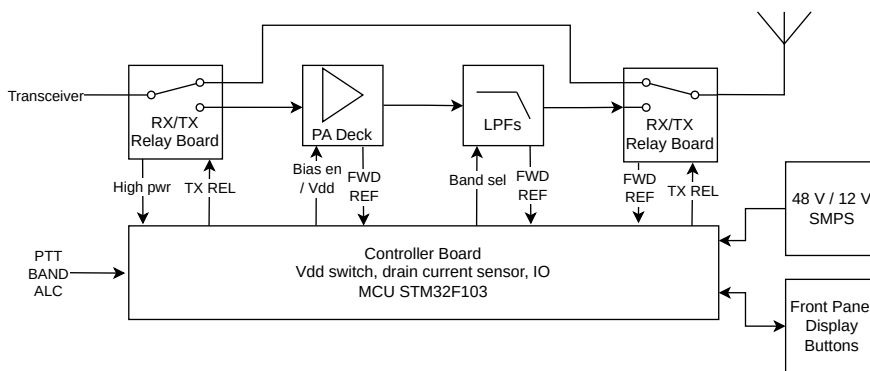 Transceiver
RX/TX
Relay Board
PA Deck
LPFs
RX/TX
Relay Board
High pwr
TX REL
Bias en
/ Vdd
FWD
REF
Band sel
FWD
REF
FWD
REF
TX REL
48 V / 12 V
SMPS
PTT
BAND
ALC
Controller Board
Vdd switch, drain current sensor, IO
MCU STM32F103
Front Panel
Display
Buttons